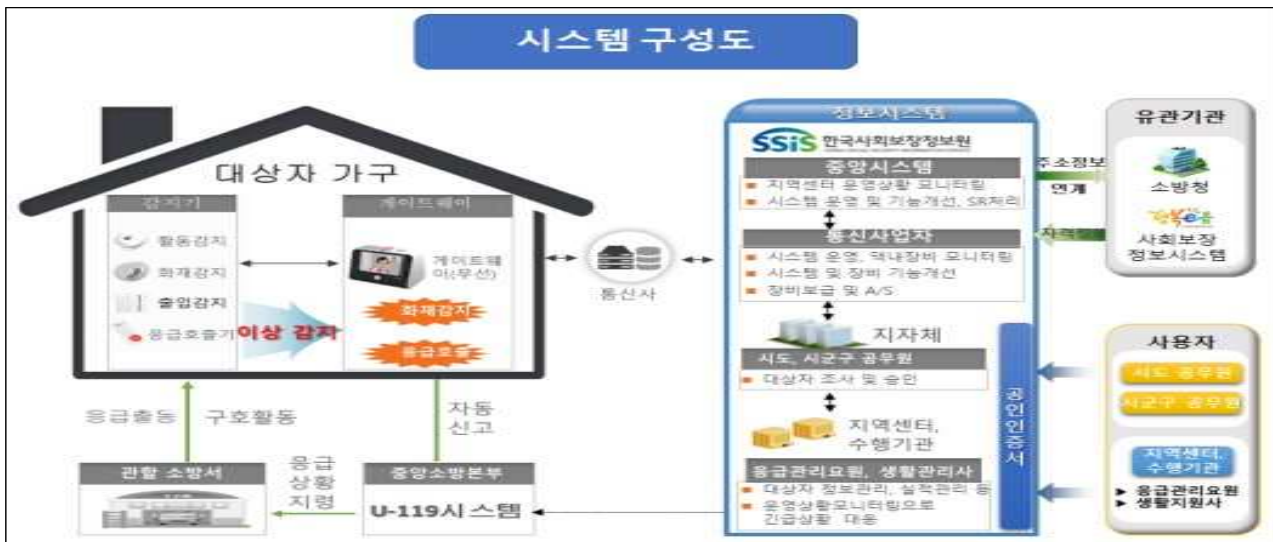 시스템 구성도
대상자 가구
감지기
활동감지
화재감지
출입감지
응급호출기
이상 감지
게이트웨이
게이트웨
이(무선)
화재감지
응급호출
통신사
응급출동
구호활동
자동
신고
관할 소방서
응급
상황
지령
중앙소방본부
U-119시스템
정보시스템
SSiS 한국사회보장정보원
중앙시스템
지역센터 운영상황 모니터링
시스템 운영 및 기능개선, SR처리
통신사업자
시스템 운영, 댁내장비 모니터링
시스템 및 장비 기능개선
장비보급 및 A/S
지자체
시도, 시군구 공무원
대상자 조사 및 승인
지역센터,
수행기관
응급관리요원, 생활관리사
대상자 정보관리, 실적관리 등
운영상황모니터링으로
긴급상황 대응
공인인증서
주소정보
연계
유관기관
소방청
행복e음
사회보장
정보시스템
사용자
시도 공무원
시군구 공무원
지역센터,
수행기관
응급관리요원
생활지원사